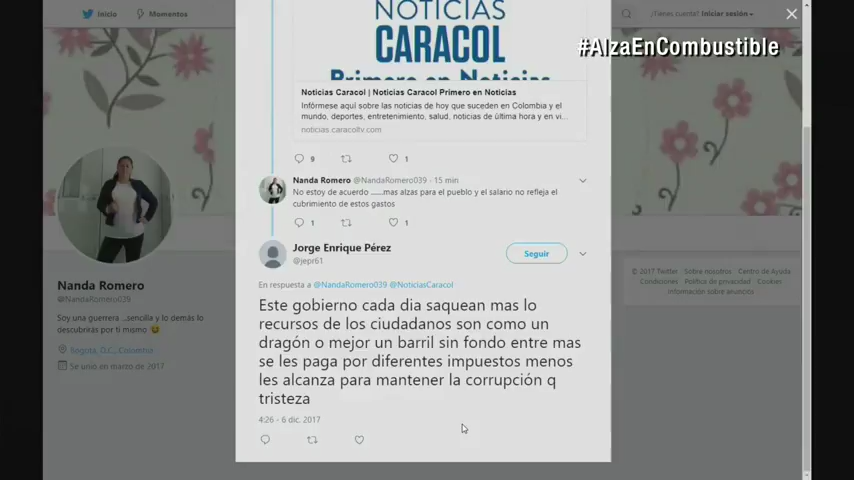 Inicio
Momentos
¿Tienes cuenta? Iniciar sesión
NOTICIAS
CARACOL
Primero en Noticias
#AlzaEnCombustible
Noticias Caracol | Noticias Caracol Primero en Noticias
Infórmese aquí sobre las noticias de hoy que suceden en Colombia y el
mundo, deportes, entretenimiento, salud, noticias de última hora y en vi...
noticias.caracoltv.com
9
1
Nanda Romero @NandaRomero039 · 15 min
No estoy de acuerdo .......mas alzas para el pueblo y el salario no refleja el
cubrimiento de estos gastos
1
1
Jorge Enrique Pérez
@jepr61
Seguir
En respuesta a @NandaRomero039 @NoticiasCaracol
Este gobierno cada dia saquean mas lo
recursos de los ciudadanos son como un
dragón o mejor un barril sin fondo entre mas
se les paga por diferentes impuestos menos
les alcanza para mantener la corrupción q
tristeza
4:26 - 6 dic. 2017
Nanda Romero
@NandaRomero039
Soy una guerrera ...sencilla y lo demás lo
descubrirás por ti mismo 😉
Bogotá, D.C., Colombia
Se unió en marzo de 2017
© 2017 Twitter Sobre nosotros Centro de Ayuda
Condiciones Política de privacidad Cookies
Información sobre anuncios